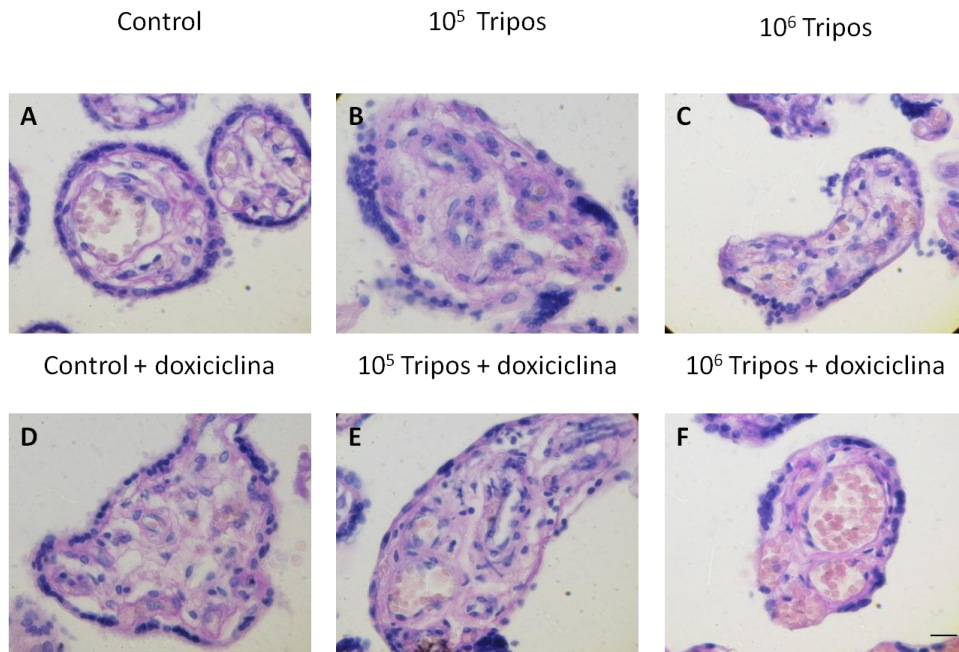 Control
10⁵ Tripos
10⁶ Tripos
A
B
C
Control + doxiciclina
10⁵ Tripos + doxiciclina
10⁶ Tripos + doxiciclina
D
E
F